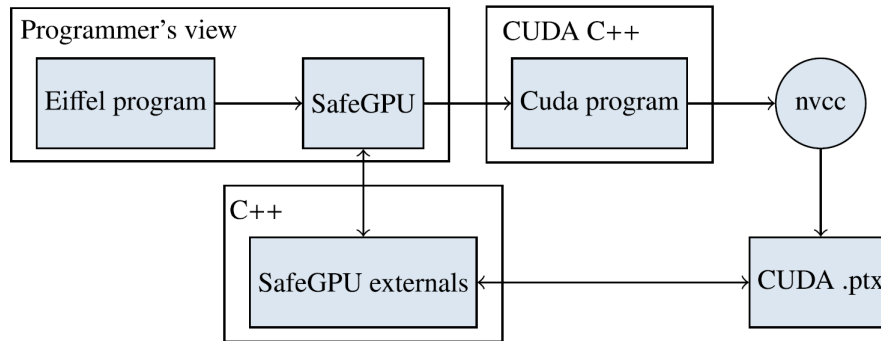 Programmer's view
CUDA C++
Eiffel program
SafeGPU
Cuda program
nvcc
C++
SafeGPU externals
CUDA .ptx